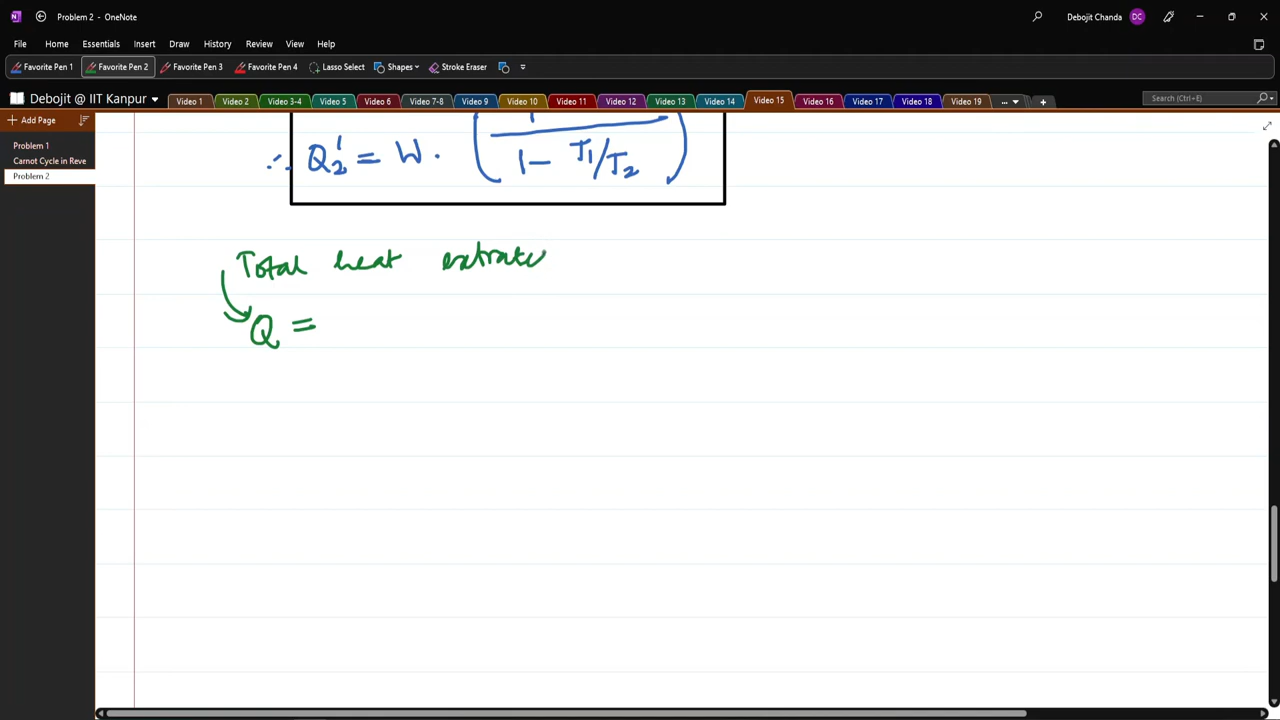 Problem 2 - OneNote
Debojit Chanda DC
File Home Essentials Insert Draw History Review View Help
Favorite Pen 1 Favorite Pen 2 Favorite Pen 3 Favorite Pen 4 Lasso Select Shapes Stroke Eraser
Debojit @ IIT Kanpur Video 1 Video 2 Video 3-4 Video 5 Video 6 Video 7-8 Video 9 Video 10 Video 11 Video 12 Video 13 Video 14 Video 15 Video 16 Video 17 Video 18 Video 19 ... Search (Ctrl+E)
Add Page
Problem 1
Carnot Cycle in Reve
Problem 2
∴ Q₂' = W · (1 / (1 - T₁/T₂))
Total heat extrate
Q =